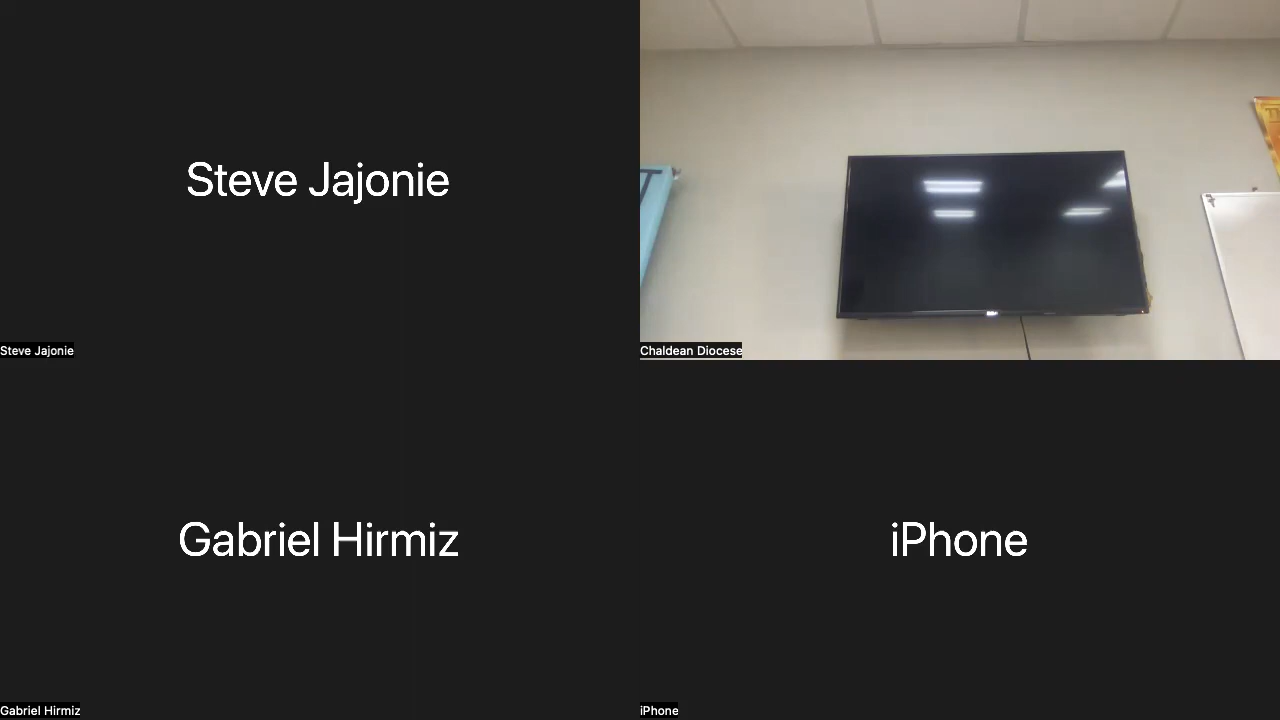 Steve Jajonie
Steve Jajonie
Chaldean Diocese
Gabriel Hirmiz
Gabriel Hirmiz
iPhone
iPhone